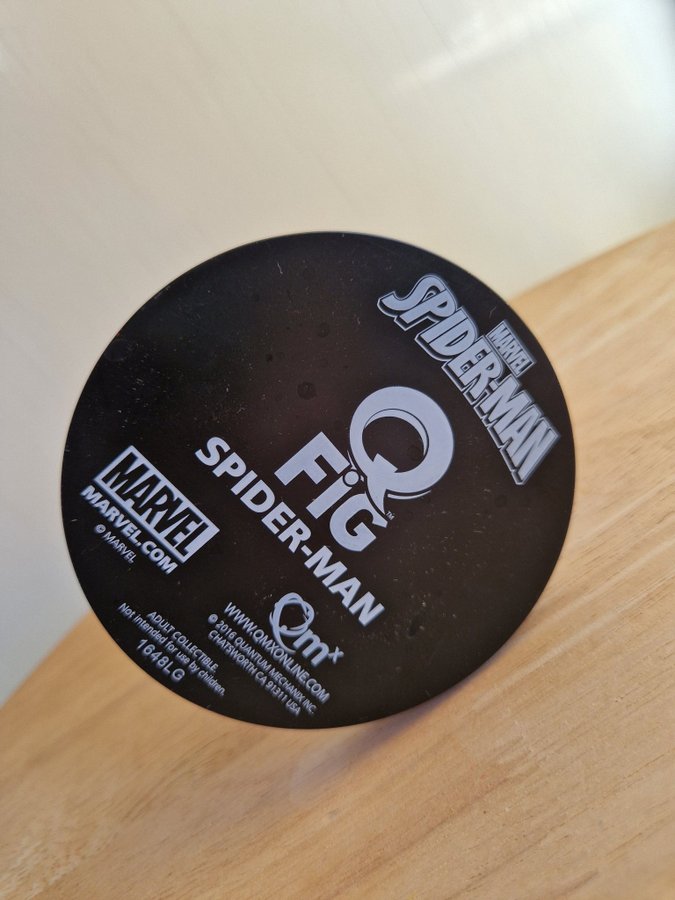 MARVEL
SPIDER-MAN
Q
FiG™
SPIDER-MAN
MARVEL
MARVEL.COM
© MARVEL
Qmx
WWW.QMXONLINE.COM
© 2016 QUANTUM MECHANIX INC.
CHATSWORTH CA 91311 USA
ADULT COLLECTIBLE.
Not intended for use by children.
1648LG